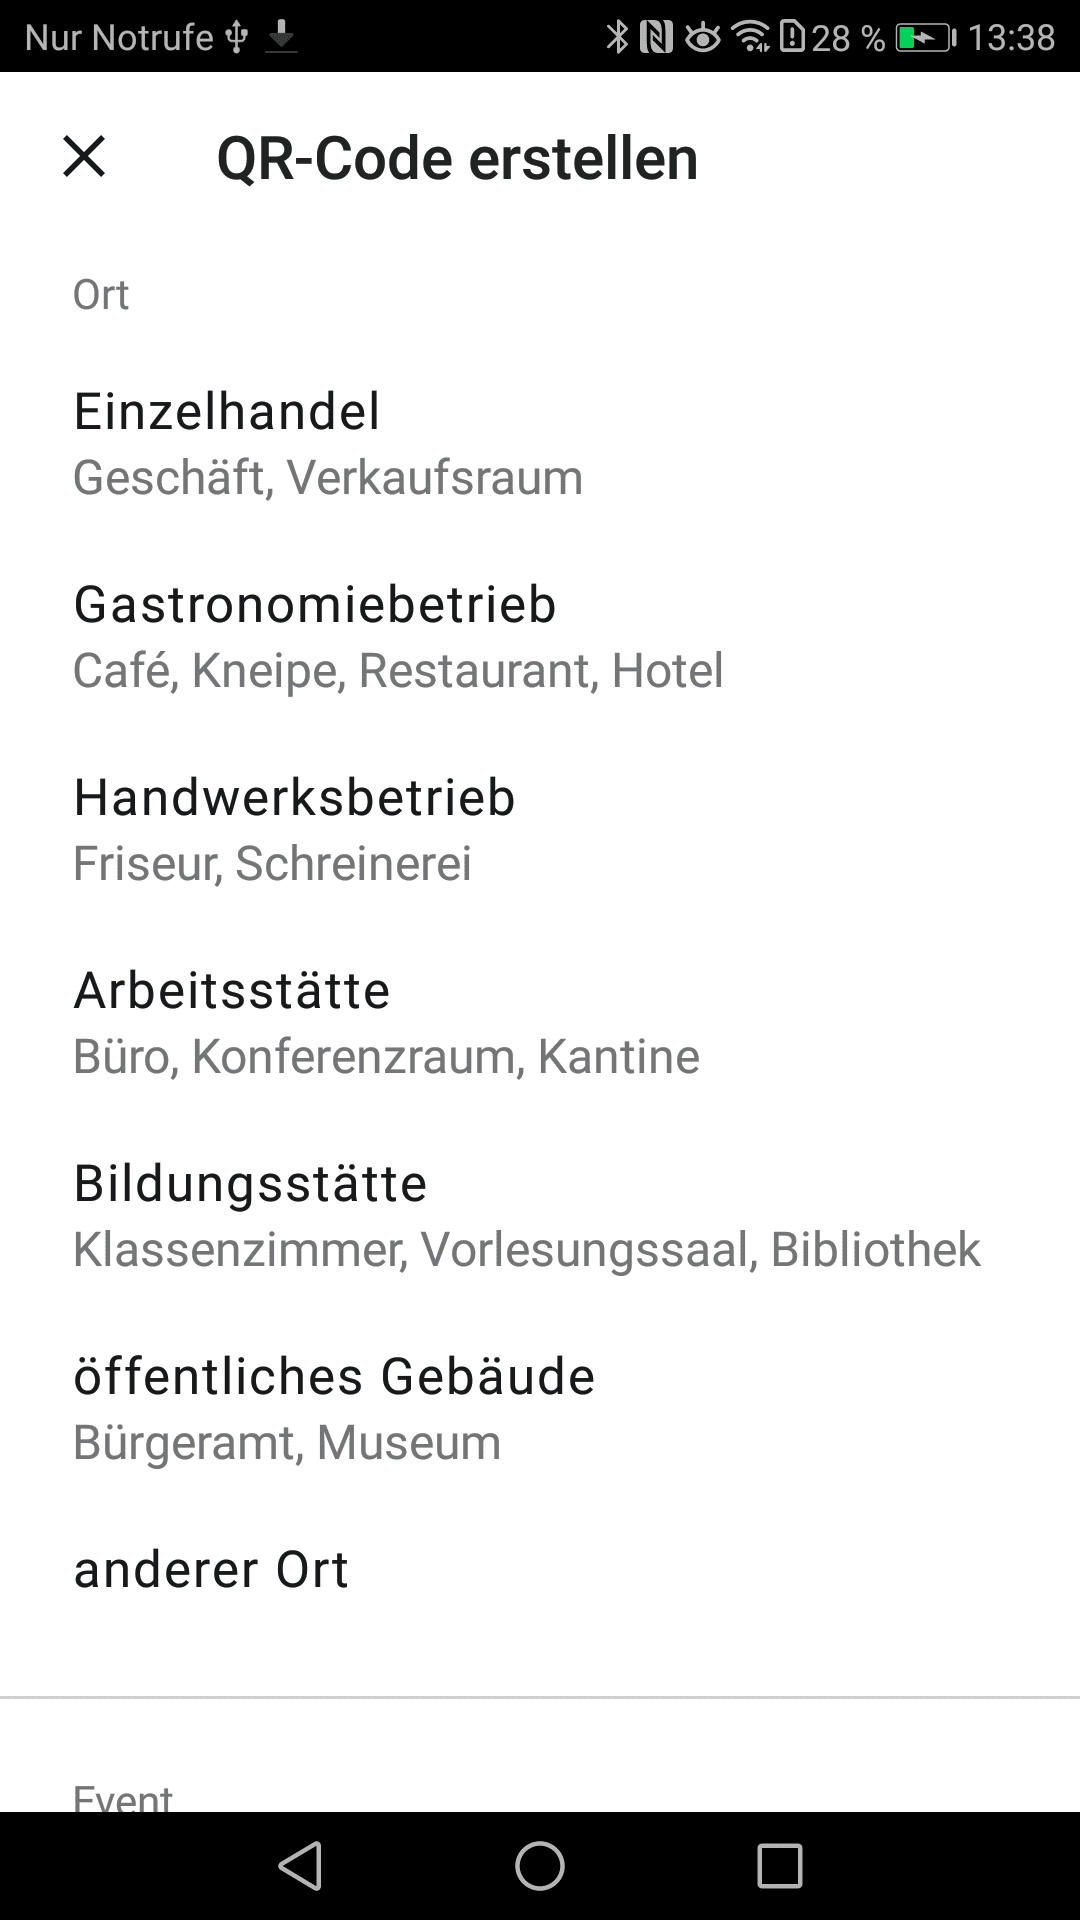 Nur Notrufe 28 % 13:38
QR-Code erstellen
Ort
Einzelhandel
Geschäft, Verkaufsraum
Gastronomiebetrieb
Café, Kneipe, Restaurant, Hotel
Handwerksbetrieb
Friseur, Schreinerei
Arbeitsstätte
Büro, Konferenzraum, Kantine
Bildungsstätte
Klassenzimmer, Vorlesungssaal, Bibliothek
öffentliches Gebäude
Bürgeramt, Museum
anderer Ort
Event